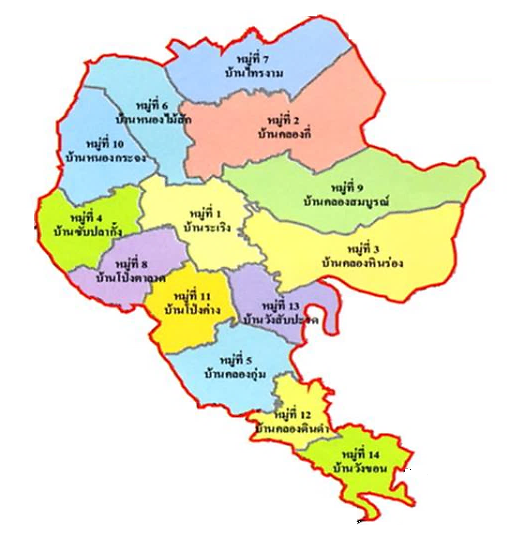 หมู่ที่ 7
บ้านไทรงาม
หมู่ที่ 6
บ้านหนองไม้สัก
หมู่ที่ 2
บ้านคลองกี่
หมู่ที่ 10
บ้านหนองกระจง
หมู่ที่ 9
บ้านคลองสมบูรณ์
หมู่ที่ 4
บ้านซับปลากั้ง
หมู่ที่ 1
บ้านระเริง
หมู่ที่ 3
บ้านคลองหินร่อง
หมู่ที่ 8
บ้านโป่งตาลาด
หมู่ที่ 11
บ้านโป่งค่าง
หมู่ที่ 13
บ้านวังสับปะรด
หมู่ที่ 5
บ้านคลองถุ่ม
หมู่ที่ 12
บ้านคลองดินดำ
หมู่ที่ 14
บ้านวังขอน